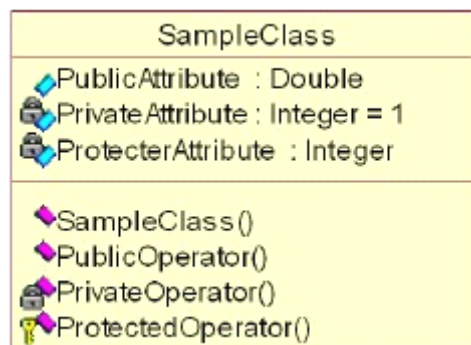 SampleClass
PublicAttribute : Double
PrivateAttribute : Integer = 1
ProtecterAttribute : Integer
SampleClass()
PublicOperator()
PrivateOperator()
ProtectedOperator()